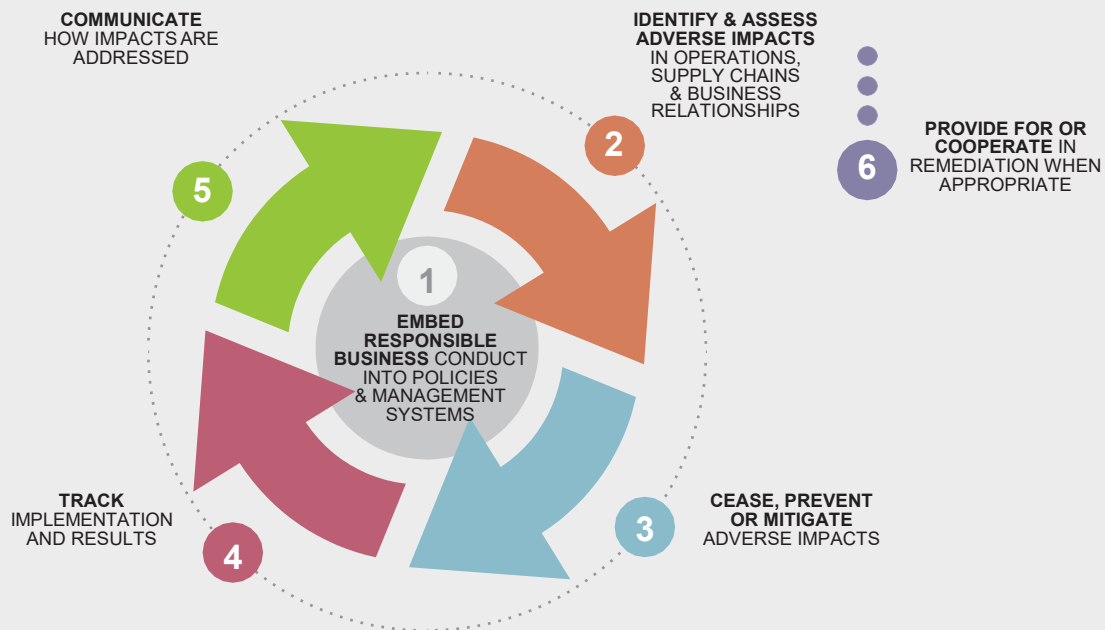 COMMUNICATE
HOW IMPACTS ARE
ADDRESSED
5
IDENTIFY & ASSESS
ADVERSE IMPACTS
IN OPERATIONS,
SUPPLY CHAINS
& BUSINESS
RELATIONSHIPS
2
PROVIDE FOR OR
COOPERATE IN
REMEDIATION WHEN
APPROPRIATE
6
1
EMBED
RESPONSIBLE
BUSINESS CONDUCT
INTO POLICIES
& MANAGEMENT
SYSTEMS
TRACK
IMPLEMENTATION
AND RESULTS
4
CEASE, PREVENT
OR MITIGATE
ADVERSE IMPACTS
3